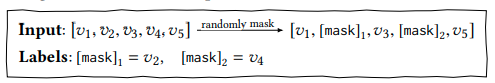 Input: [v₁, v₂, v₃, v₄, v₅] randomly mask → [v₁, [mask]₁, v₃, [mask]₂, v₅]
Labels: [mask]₁ = v₂, [mask]₂ = v₄